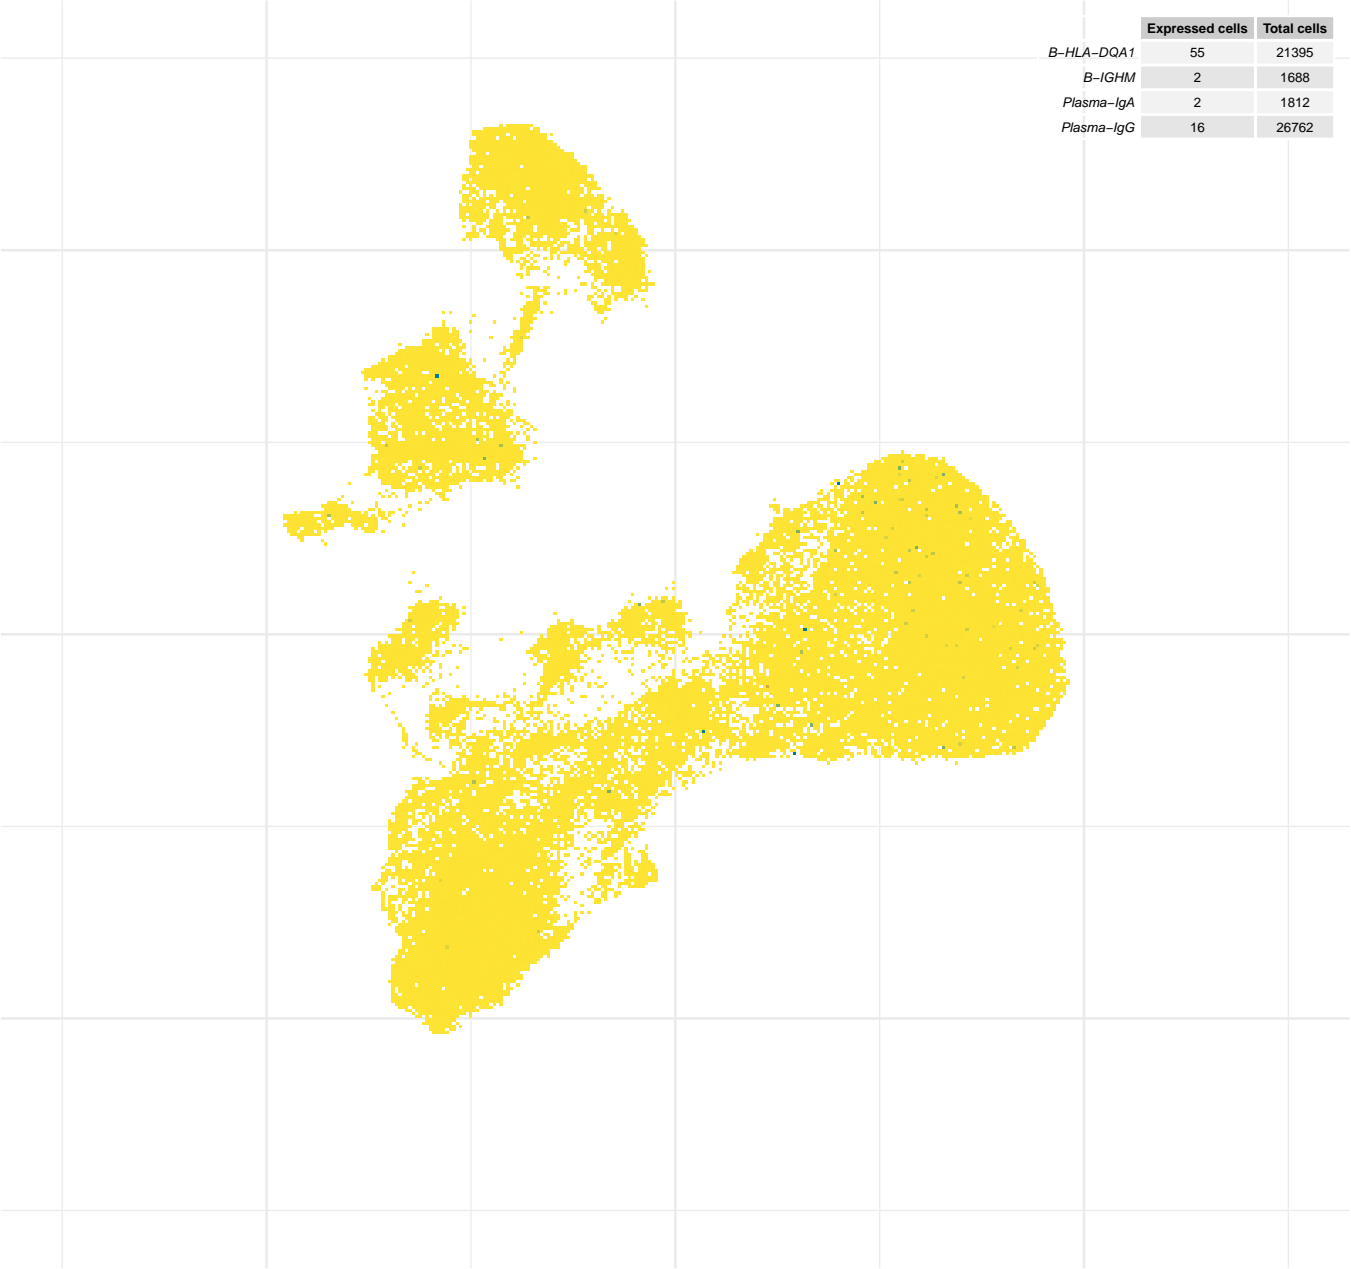 Expressed cells Total cells
B−HLA−DQA1 55 21395
B−IGHM 2 1688
Plasma−IgA 2 1812
Plasma−IgG 16 26762